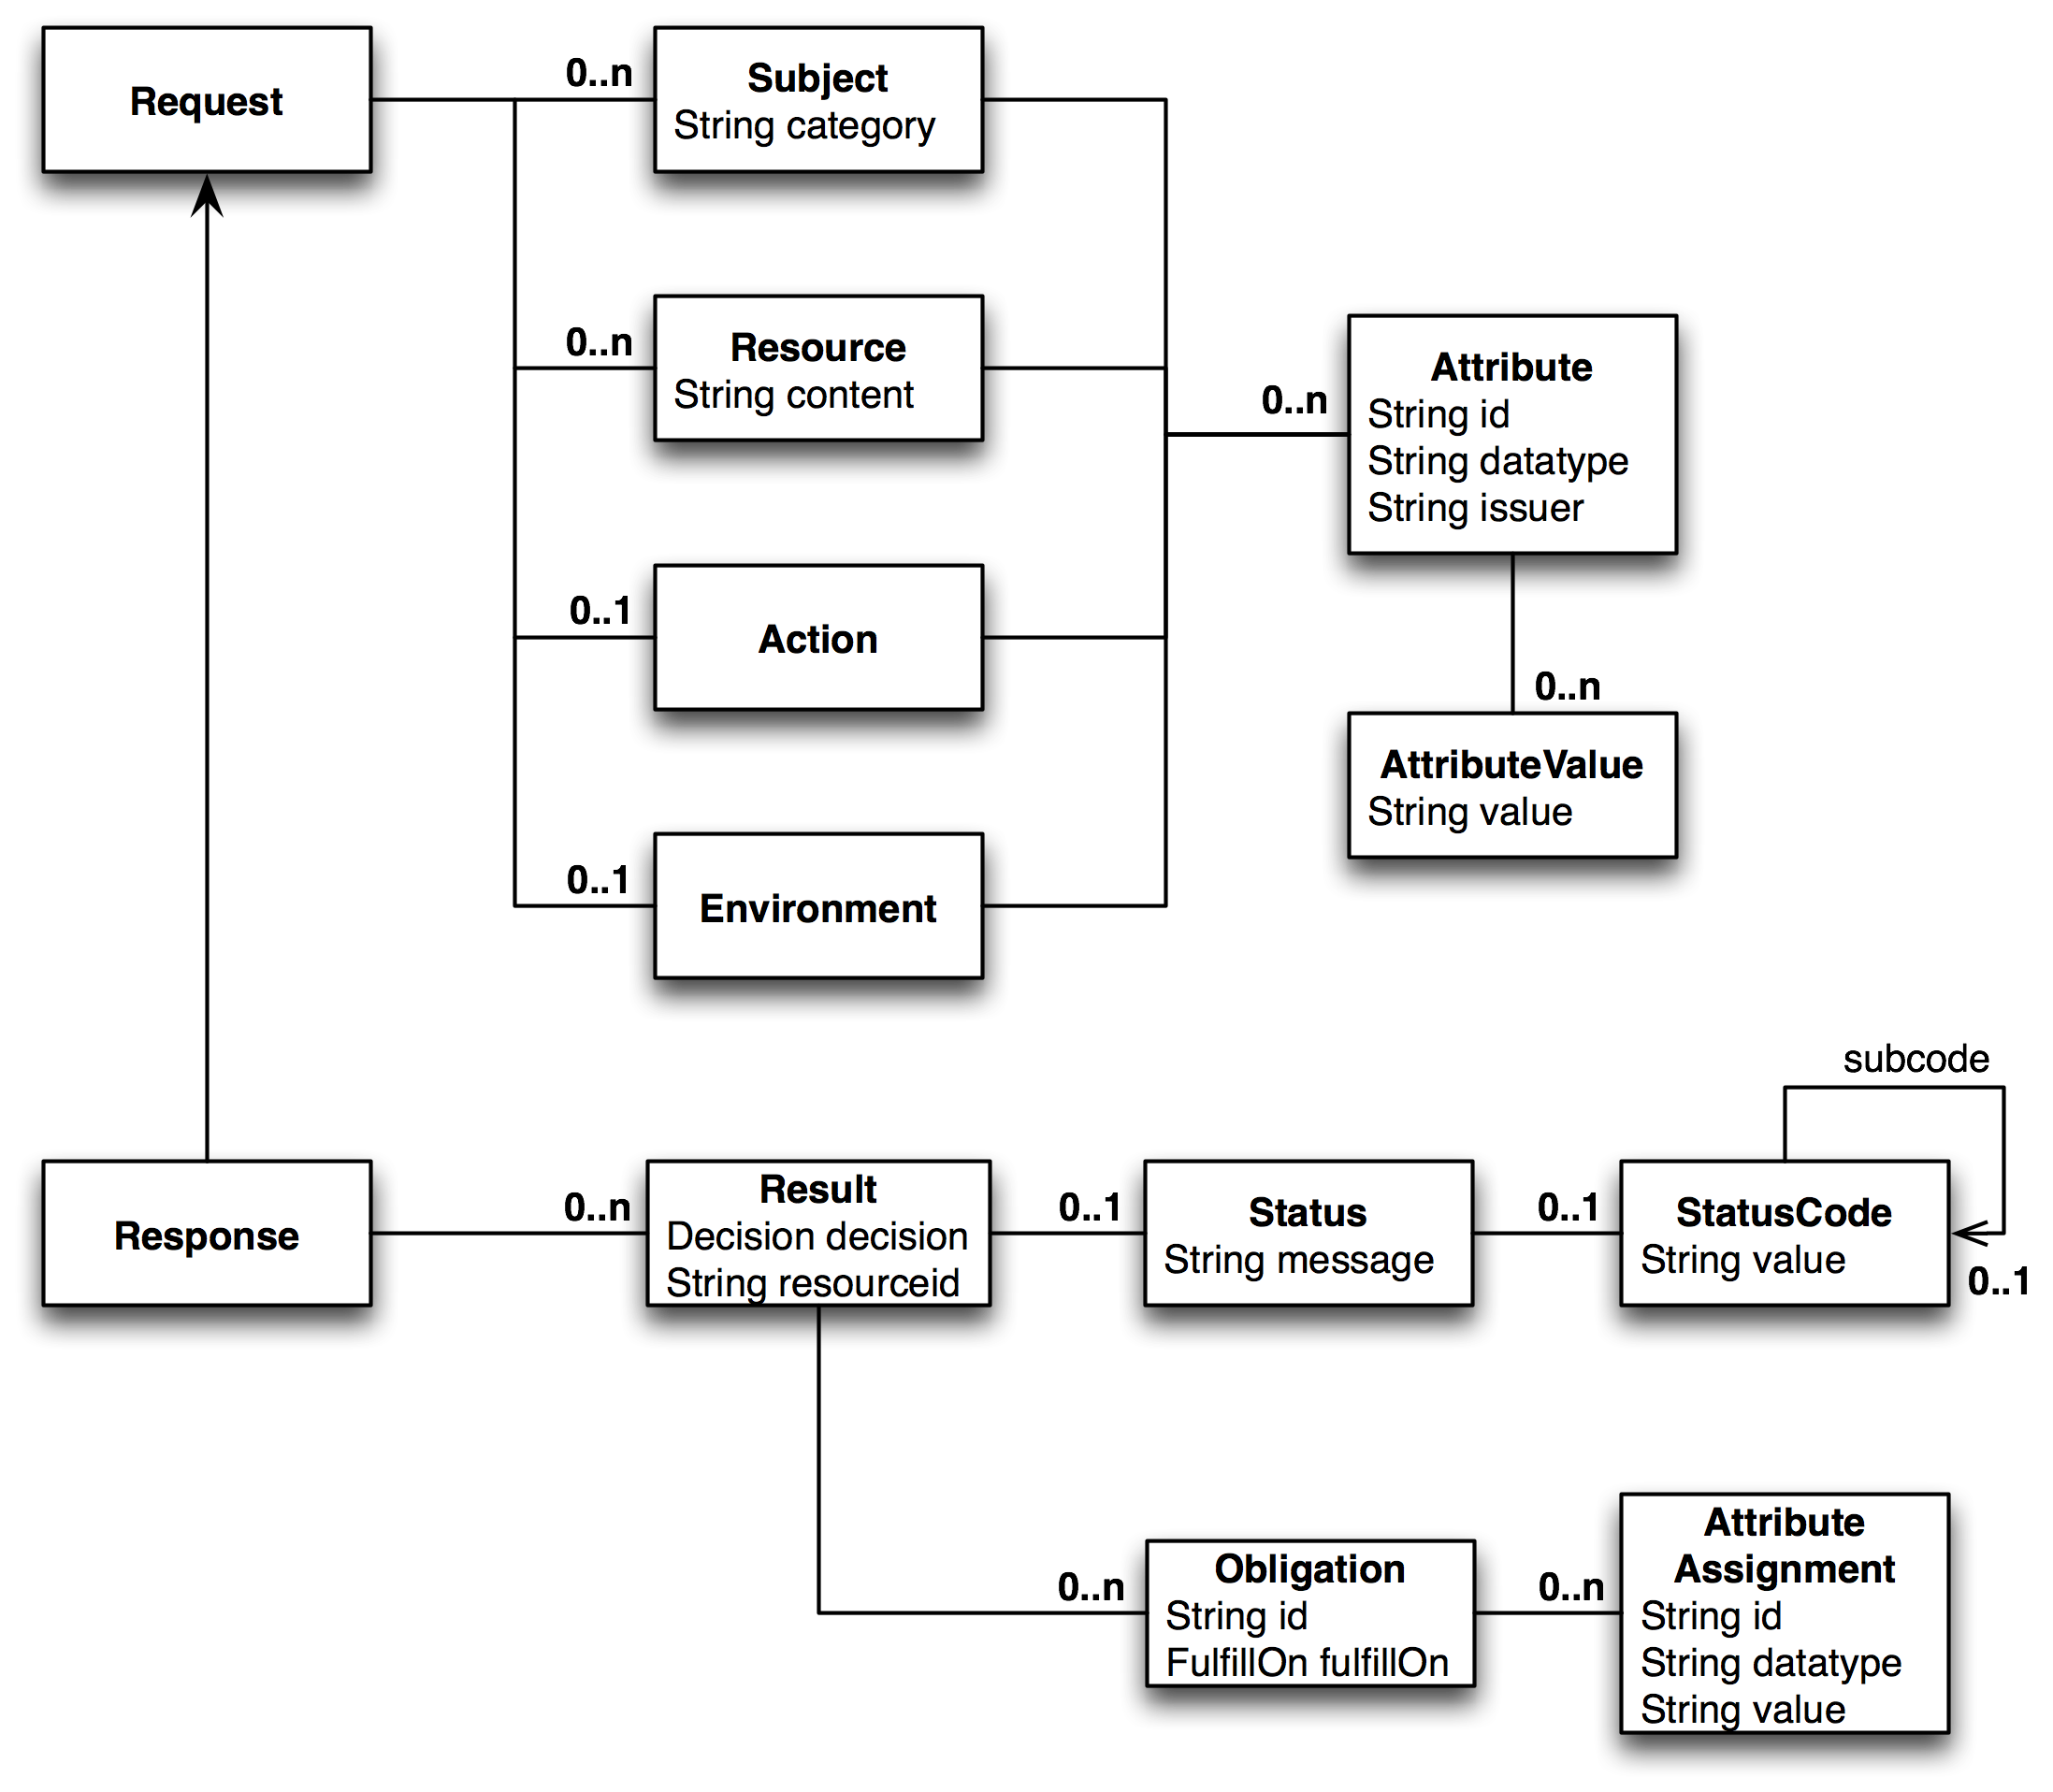 Request
0..n
Subject
String category
0..n
Resource
String content
0..n
Attribute
String id
String datatype
String issuer
0..1
Action
0..n
AttributeValue
String value
0..1
Environment
subcode
Response
0..n
Result
Decision decision
String resourceid
0..1
Status
String message
0..1
StatusCode
String value
0..1
0..n
Obligation
String id
FulfillOn fulfillOn
0..n
Attribute
Assignment
String id
String datatype
String value